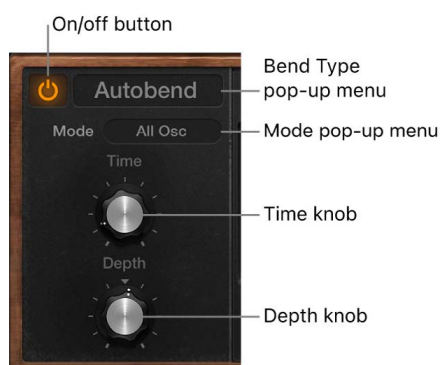 On/off button
Bend Type
pop-up menu
Autobend
Mode All Osc
Mode pop-up menu
Time
Time knob
Depth
Depth knob